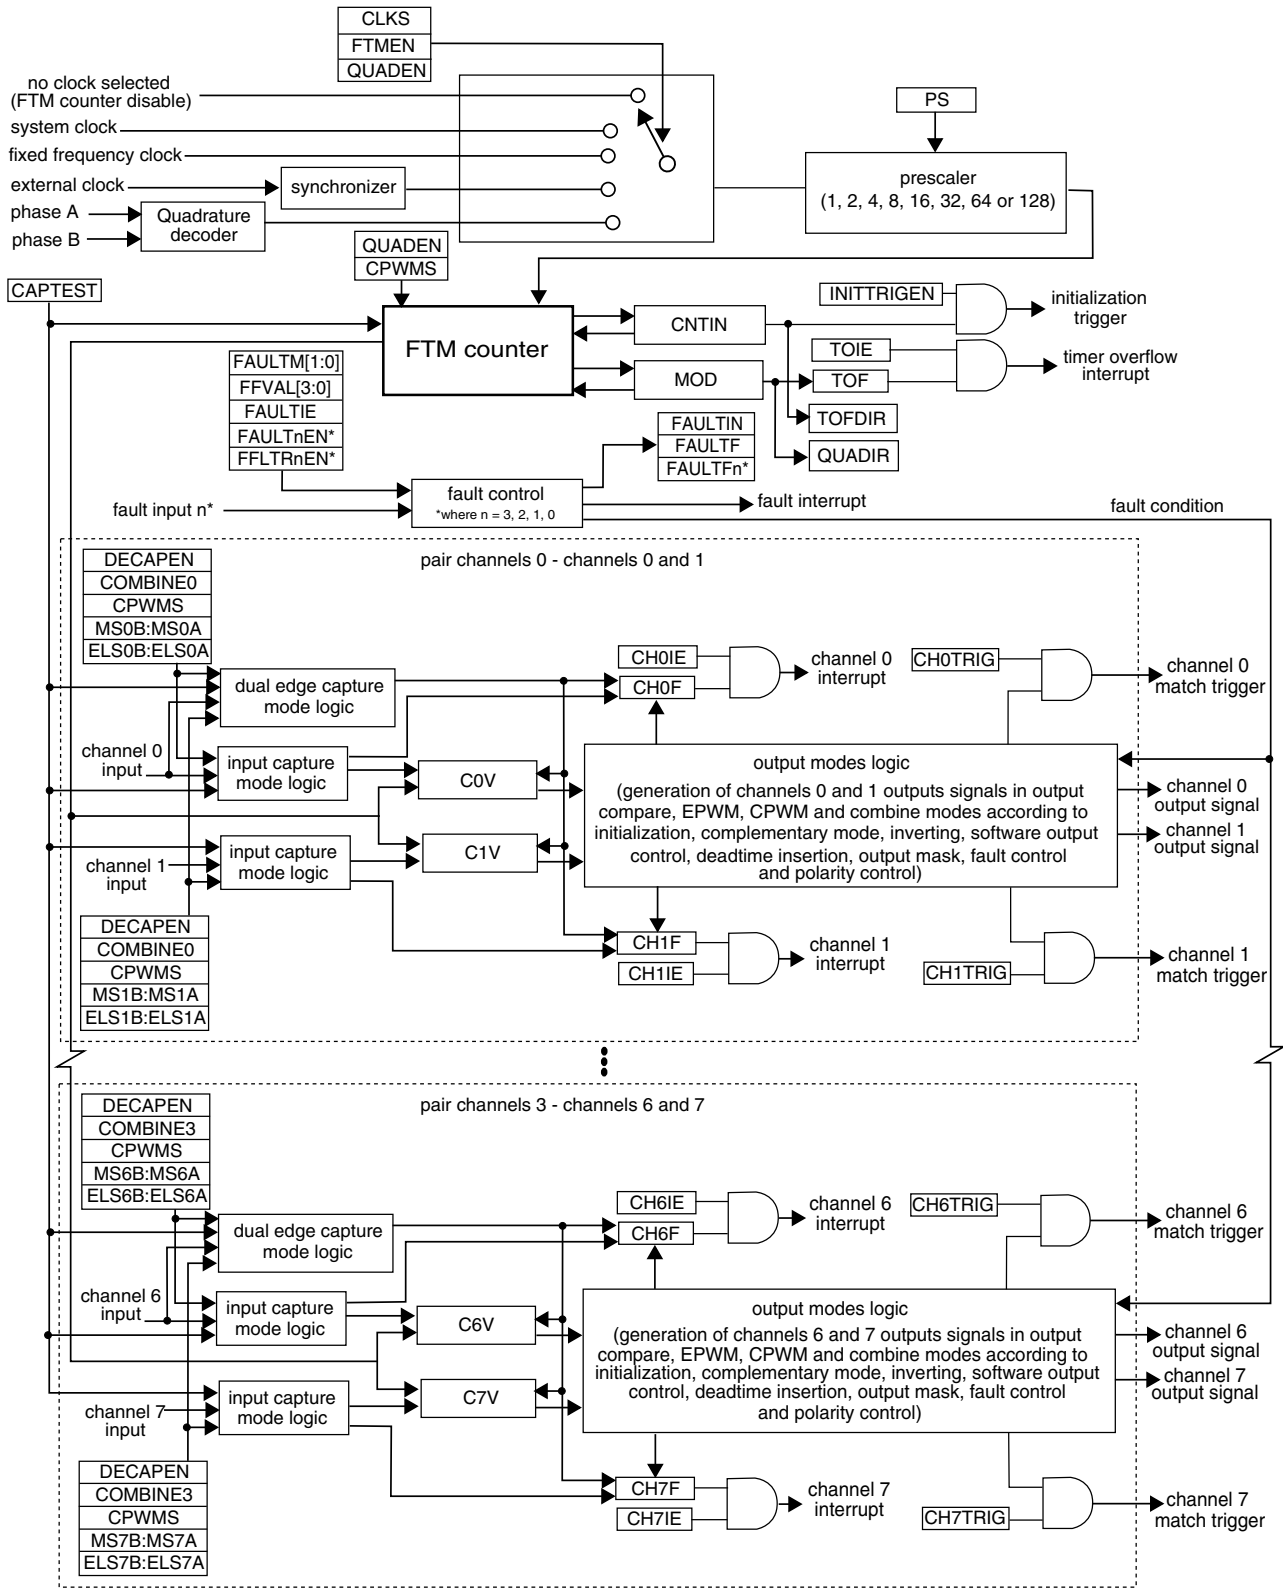 CLKS
FTMEN
QUADEN
no clock selected
(FTM counter disable)
system clock
fixed frequency clock
external clock
synchronizer
phase A
phase B
Quadrature
decoder
PS
prescaler
(1, 2, 4, 8, 16, 32, 64 or 128)
QUADEN
CPWMS
CAPTEST
FTM counter
CNTIN
MOD
INITTRIGEN
initialization
trigger
TOIE
TOF
timer overflow
interrupt
TOFDIR
QUADIR
FAULTM[1:0]
FFVAL[3:0]
FAULTIE
FAULTnEN*
FFLTRnEN*
FAULTIN
FAULTF
FAULTFn*
fault input n*
fault control
*where n = 3, 2, 1, 0
fault interrupt
fault condition
pair channels 0 - channels 0 and 1
DECAPEN
COMBINE0
CPWMS
MS0B:MS0A
ELS0B:ELS0A
dual edge capture
mode logic
channel 0
input
input capture
mode logic
C0V
CH0IE
CH0F
channel 0
interrupt
CH0TRIG
channel 0
match trigger
output modes logic
(generation of channels 0 and 1 outputs signals in output
compare, EPWM, CPWM and combine modes according to
initialization, complementary mode, inverting, software output
control, deadtime insertion, output mask, fault control
and polarity control)
channel 0
output signal
channel 1
output signal
channel 1
input
input capture
mode logic
C1V
DECAPEN
COMBINE0
CPWMS
MS1B:MS1A
ELS1B:ELS1A
CH1F
CH1IE
channel 1
interrupt
CH1TRIG
channel 1
match trigger
pair channels 3 - channels 6 and 7
DECAPEN
COMBINE3
CPWMS
MS6B:MS6A
ELS6B:ELS6A
dual edge capture
mode logic
channel 6
input
input capture
mode logic
C6V
CH6IE
CH6F
channel 6
interrupt
CH6TRIG
channel 6
match trigger
output modes logic
(generation of channels 6 and 7 outputs signals in output
compare, EPWM, CPWM and combine modes according to
initialization, complementary mode, inverting, software output
control, deadtime insertion, output mask, fault control
and polarity control)
channel 6
output signal
channel 7
output signal
channel 7
input
input capture
mode logic
C7V
DECAPEN
COMBINE3
CPWMS
MS7B:MS7A
ELS7B:ELS7A
CH7F
CH7IE
channel 7
interrupt
CH7TRIG
channel 7
match trigger